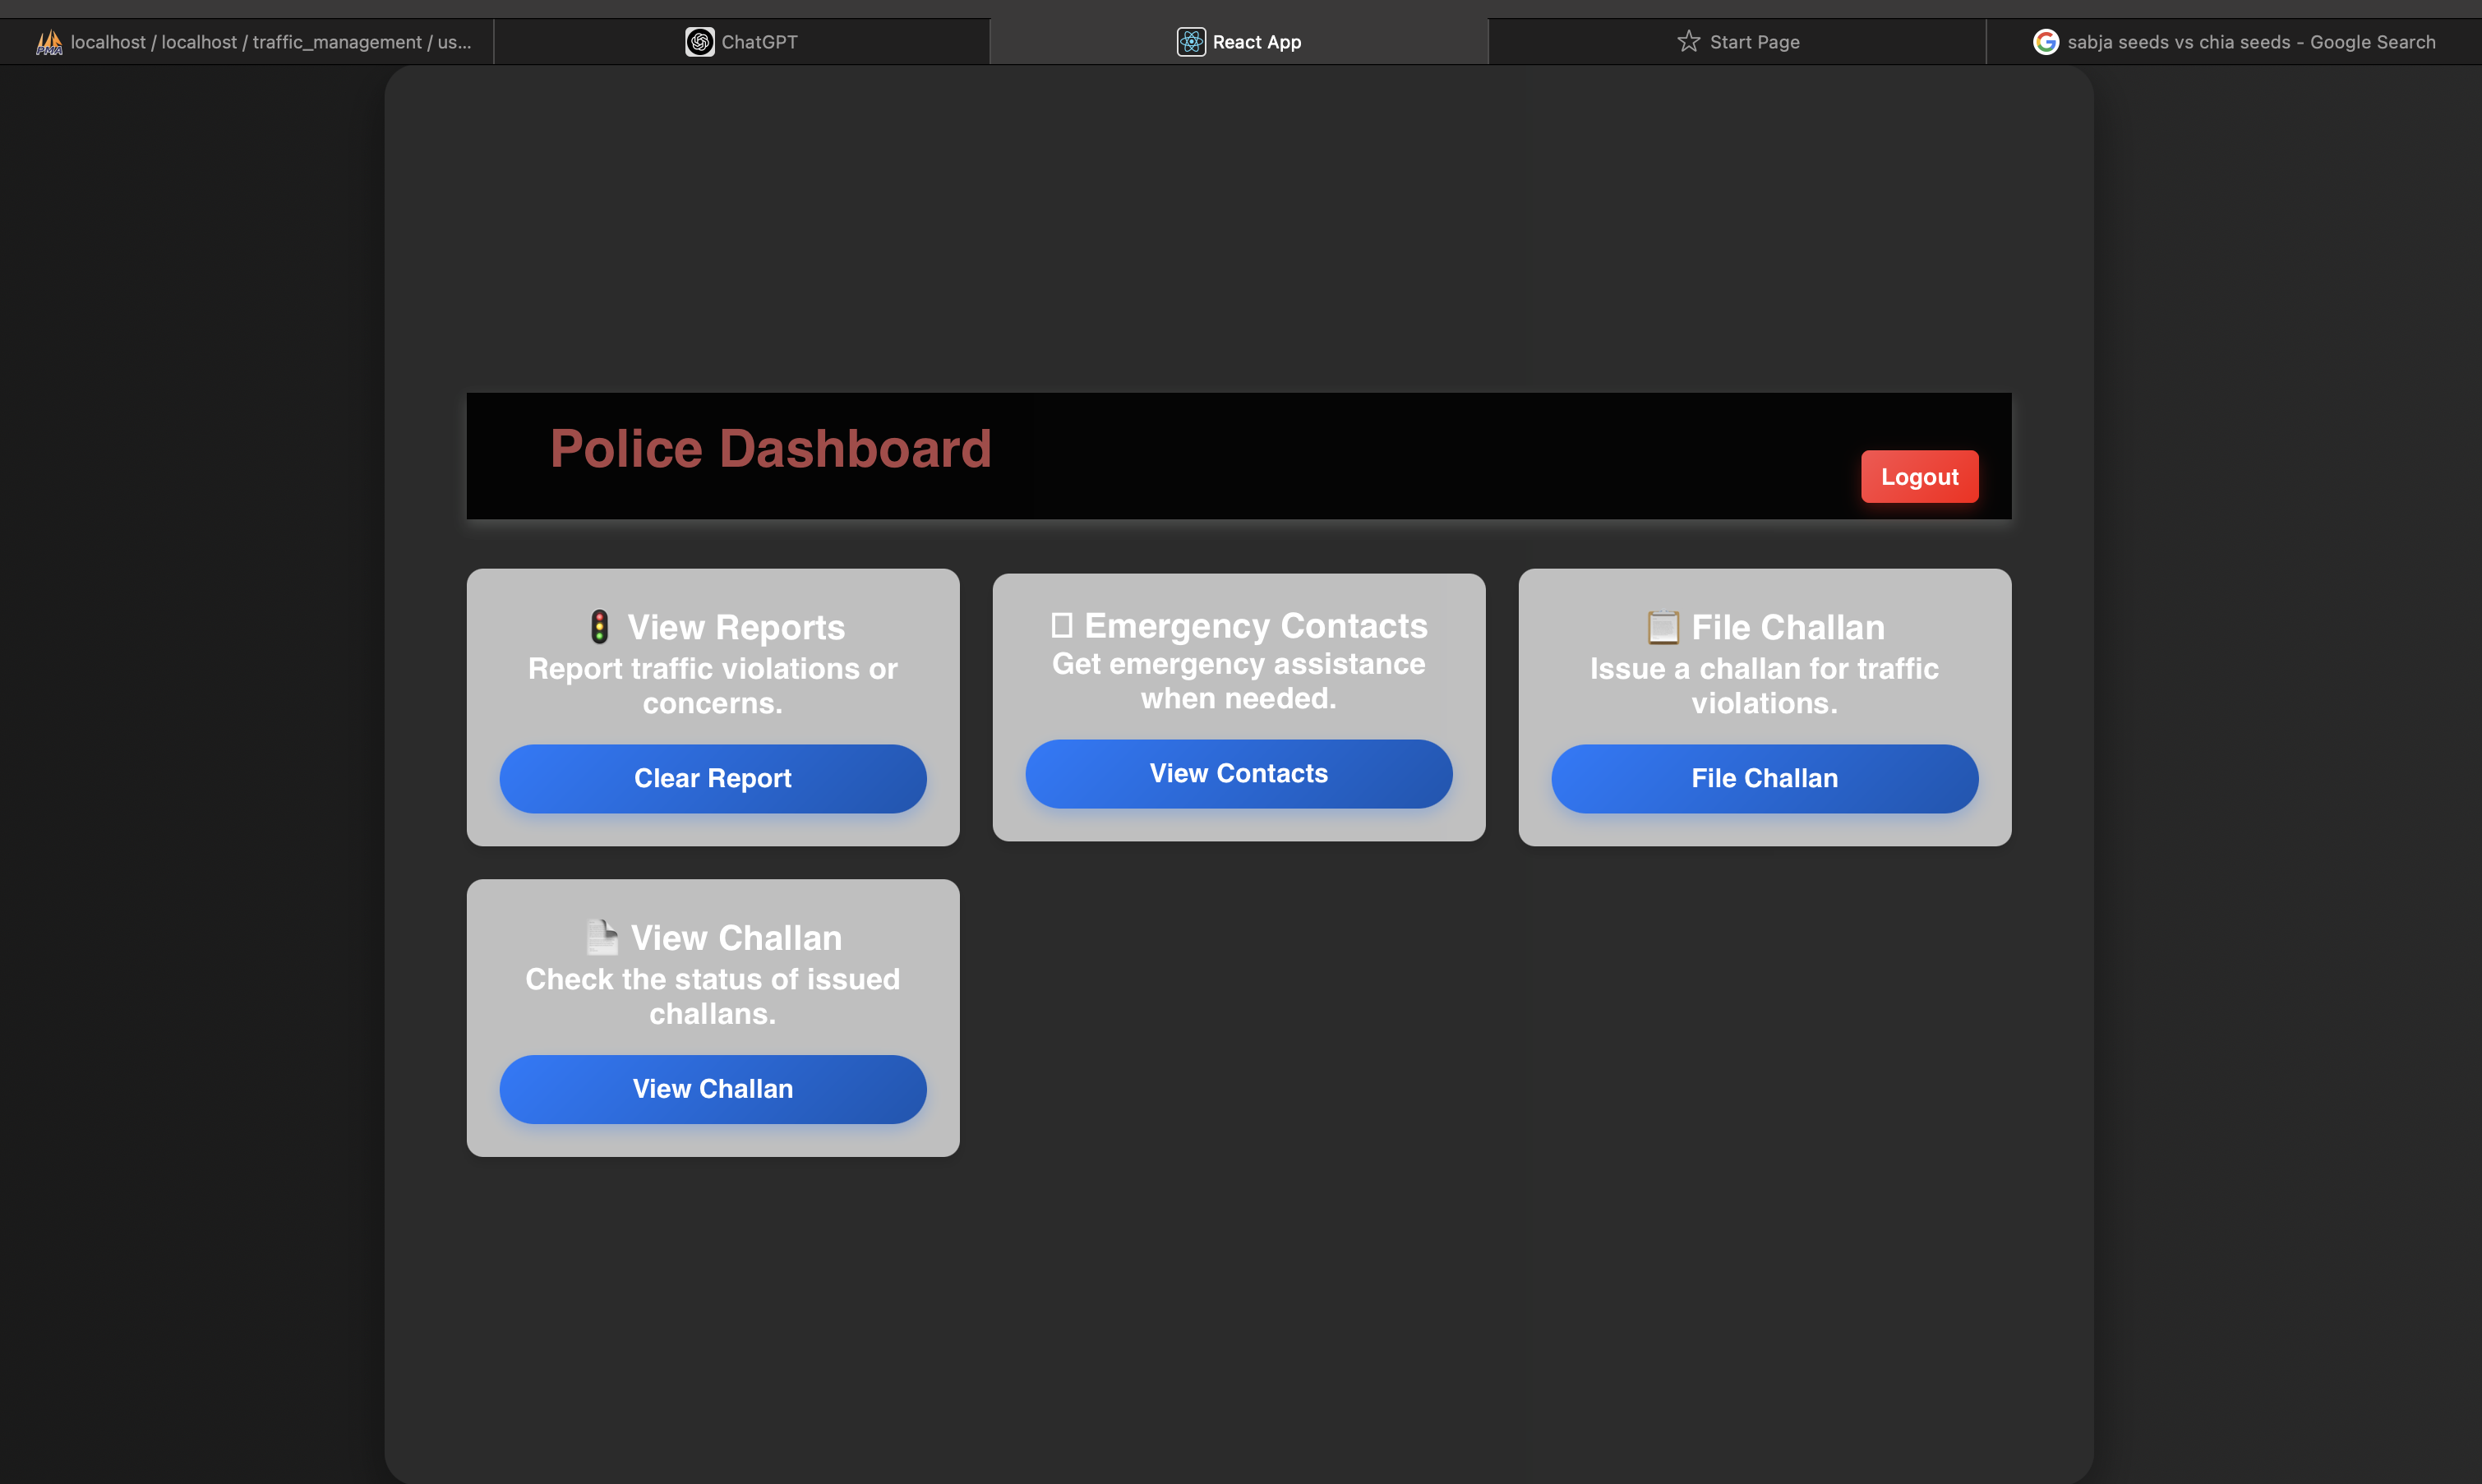 localhost / localhost / traffic_management / us...
ChatGPT
React App
Start Page
sabja seeds vs chia seeds - Google Search
Police Dashboard
Logout
🚦 View Reports
Report traffic violations or
concerns.
Clear Report
Emergency Contacts
Get emergency assistance
when needed.
View Contacts
📋 File Challan
Issue a challan for traffic
violations.
File Challan
📄 View Challan
Check the status of issued
challans.
View Challan